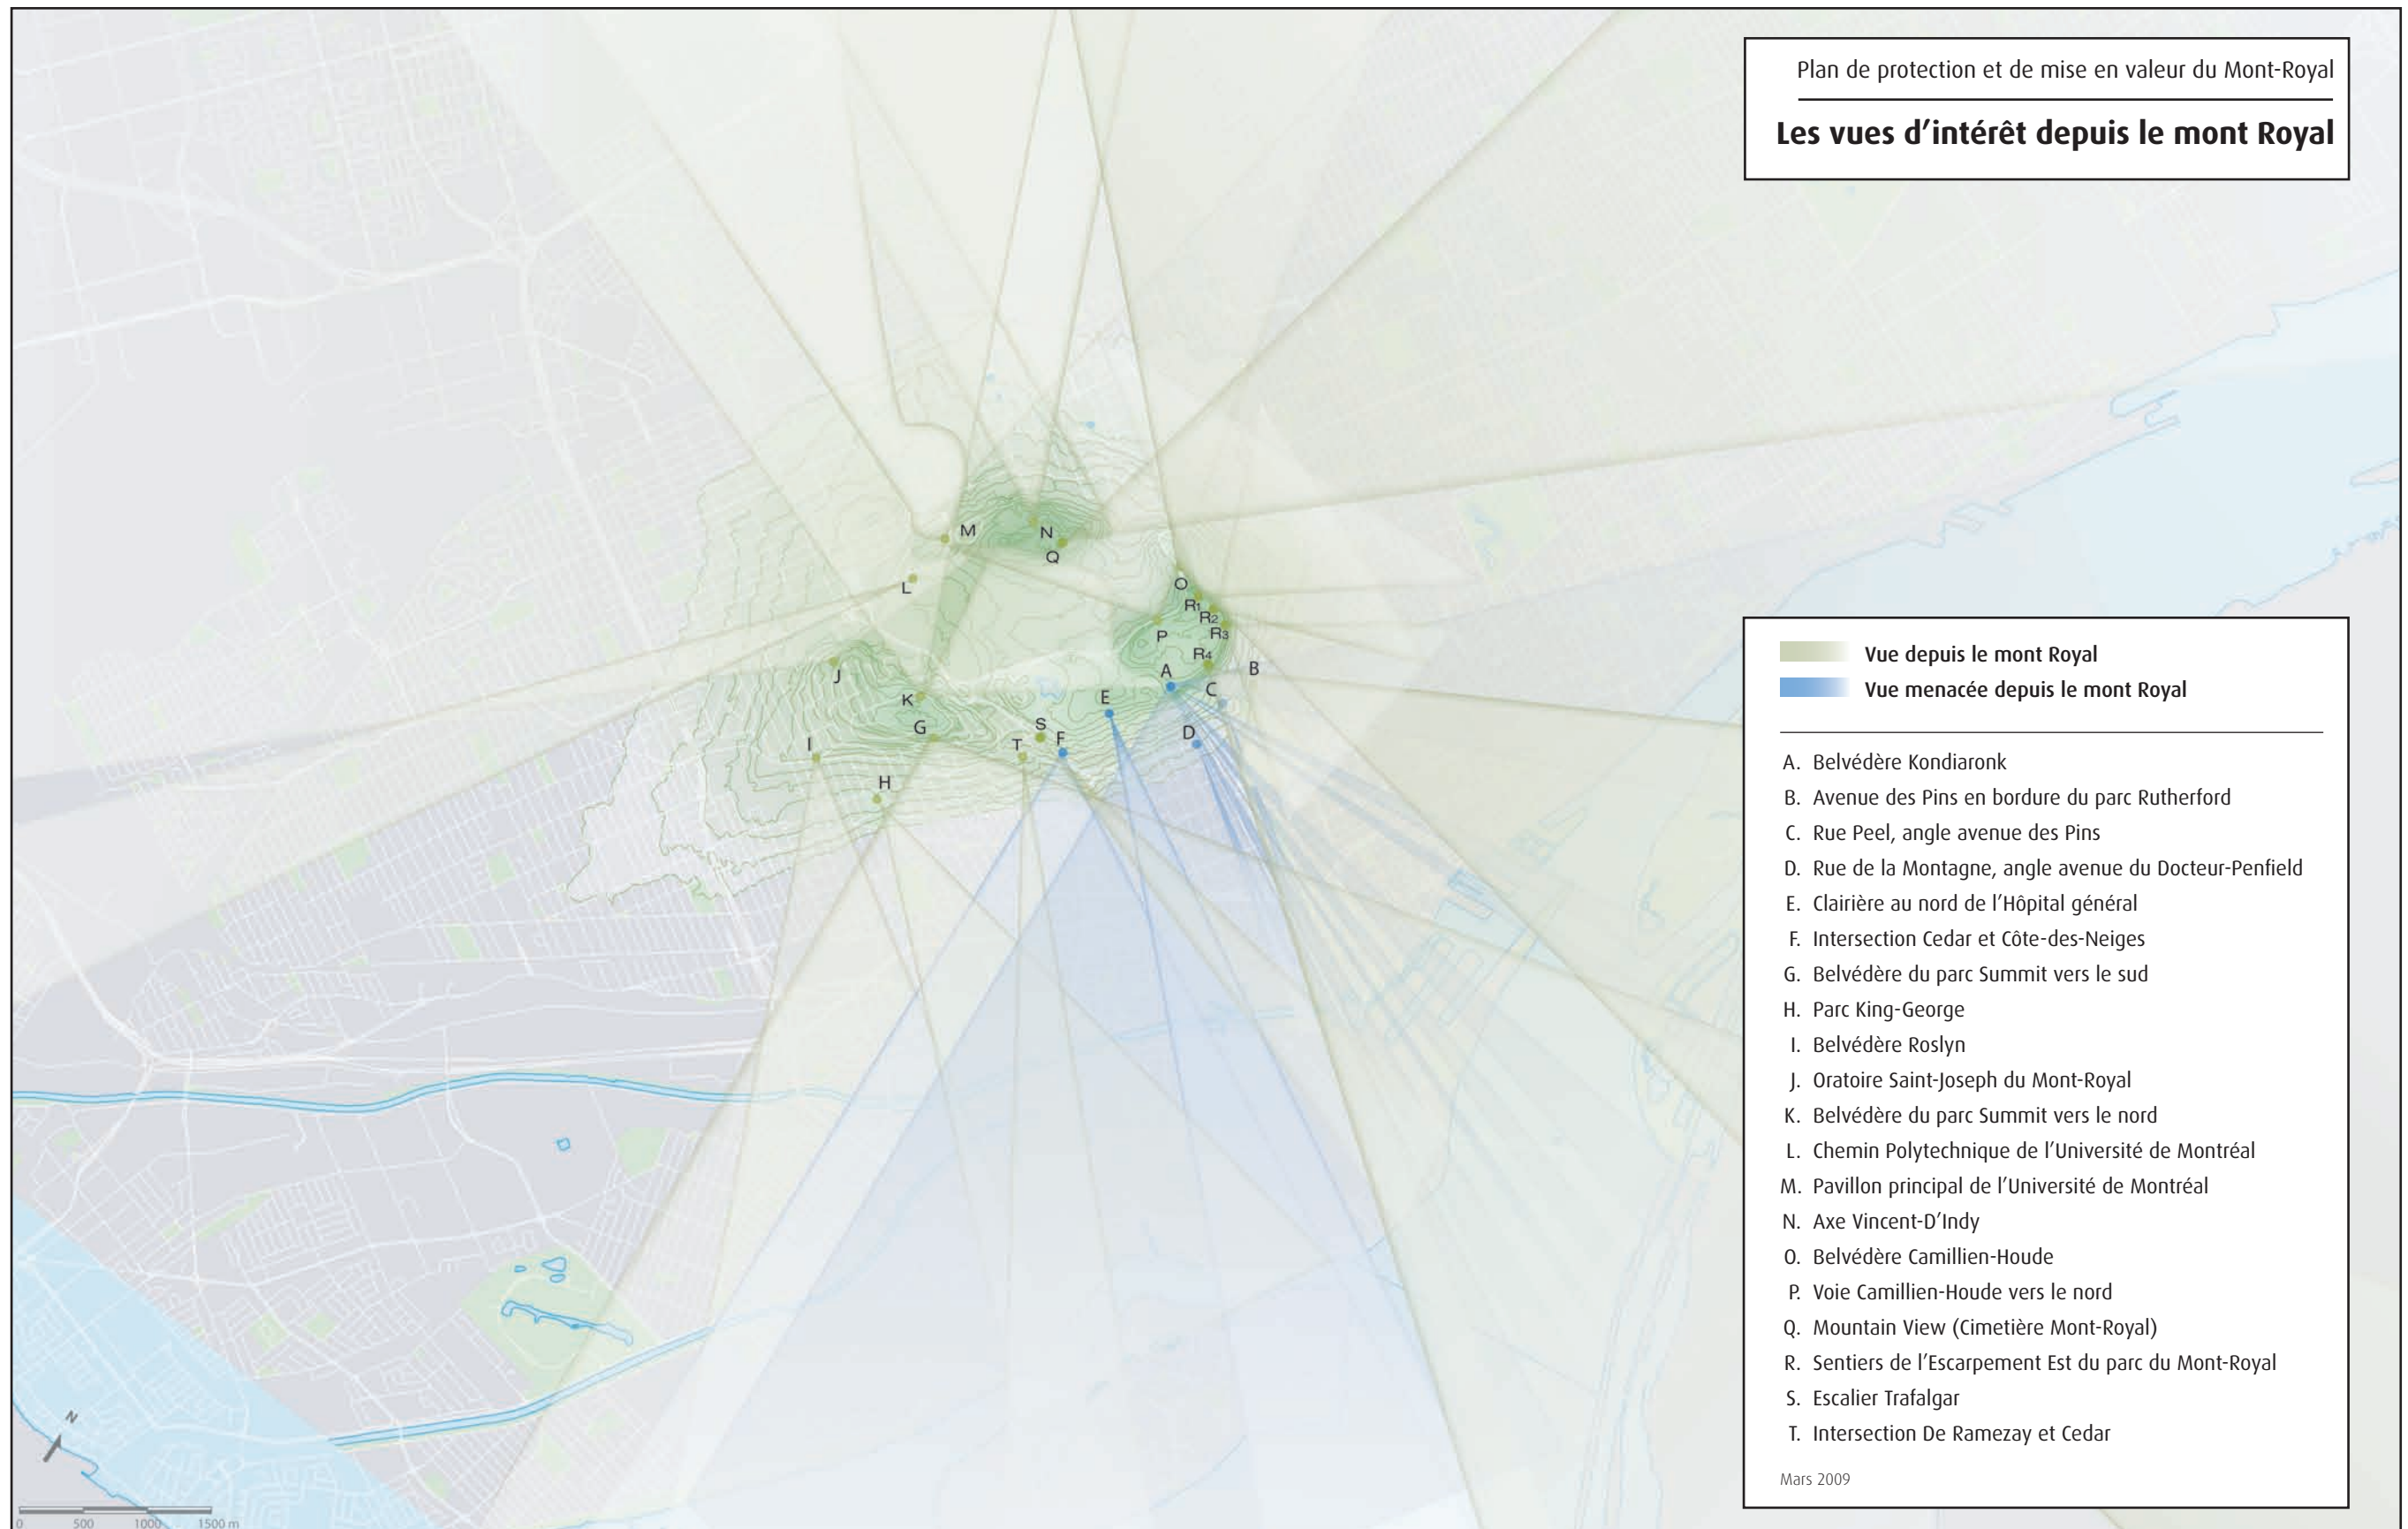 Plan de protection et de mise en valeur du Mont-Royal
Les vues d’intérêt depuis le mont Royal
M
N
Q
L
O
R1
R2
R3
P
R4
J
A
B
K
E
C
G
S
D
I
T
F
H
Vue depuis le mont Royal
Vue menacée depuis le mont Royal
A. Belvédère Kondiaronk
B. Avenue des Pins en bordure du parc Rutherford
C. Rue Peel, angle avenue des Pins
D. Rue de la Montagne, angle avenue du Docteur-Penfield
E. Clairière au nord de l’Hôpital général
F. Intersection Cedar et Côte-des-Neiges
G. Belvédère du parc Summit vers le sud
H. Parc King-George
I. Belvédère Roslyn
J. Oratoire Saint-Joseph du Mont-Royal
K. Belvédère du parc Summit vers le nord
L. Chemin Polytechnique de l’Université de Montréal
M. Pavillon principal de l’Université de Montréal
N. Axe Vincent-D’Indy
O. Belvédère Camillien-Houde
P. Voie Camillien-Houde vers le nord
Q. Mountain View (Cimetière Mont-Royal)
R. Sentiers de l’Escarpement Est du parc du Mont-Royal
S. Escalier Trafalgar
T. Intersection De Ramezay et Cedar
Mars 2009
N
0 500 1000 1500 m